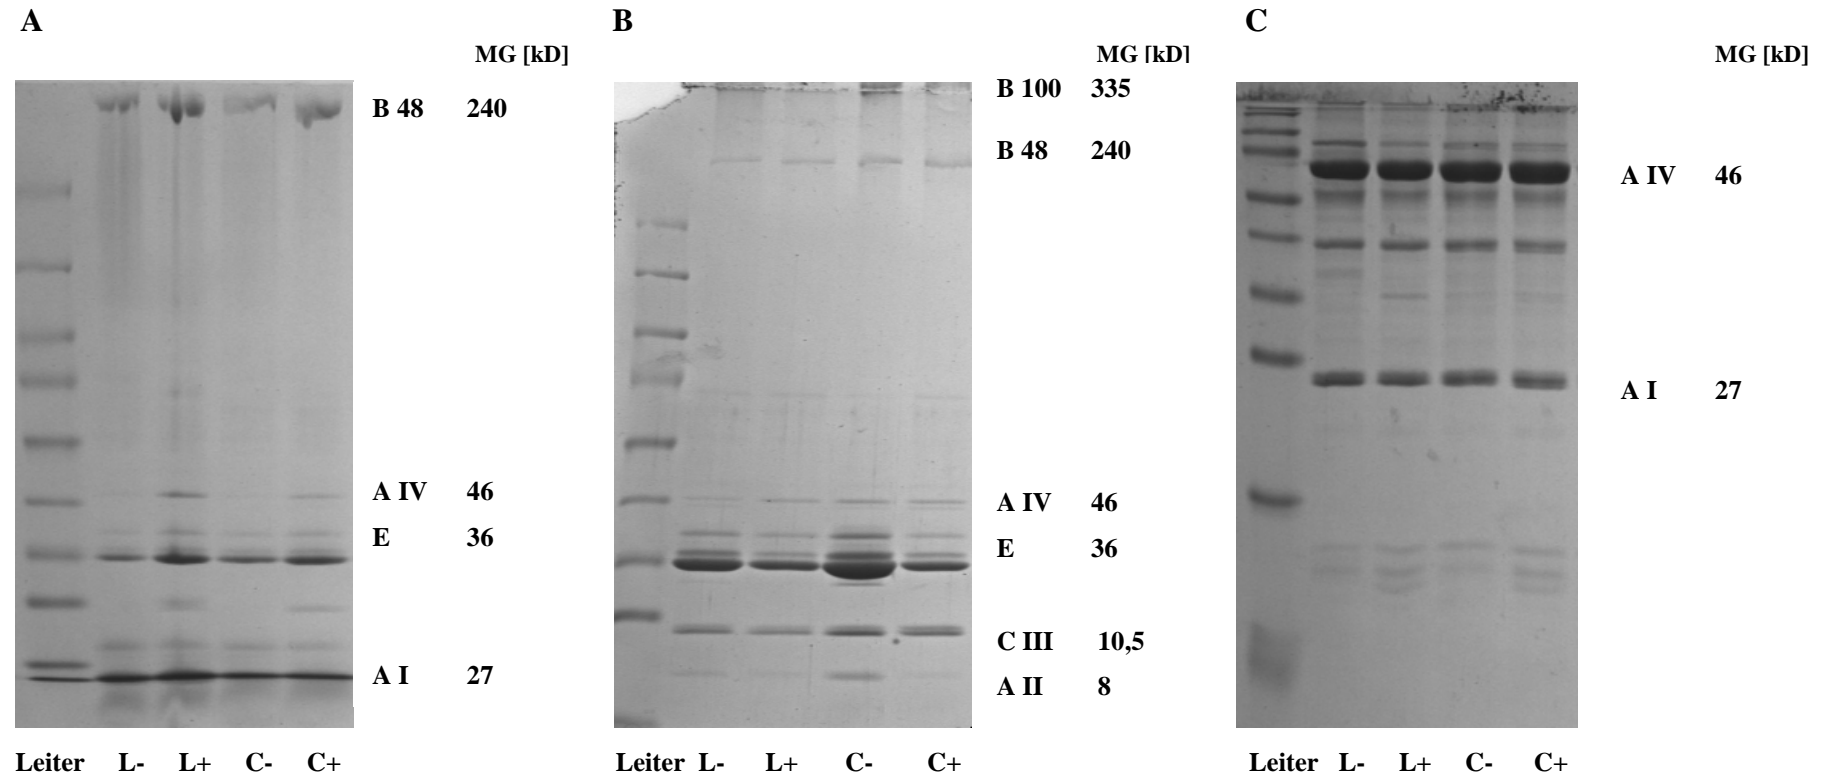 A
MG [kD]
B 48 240
A IV 46
E 36
A I 27
Leiter L- L+ C- C+
B
MG [kD]
B 100 335
B 48 240
A IV 46
E 36
C III 10,5
A II 8
Leiter L- L+ C- C+
C
MG [kD]
A IV 46
A I 27
Leiter L- L+ C- C+